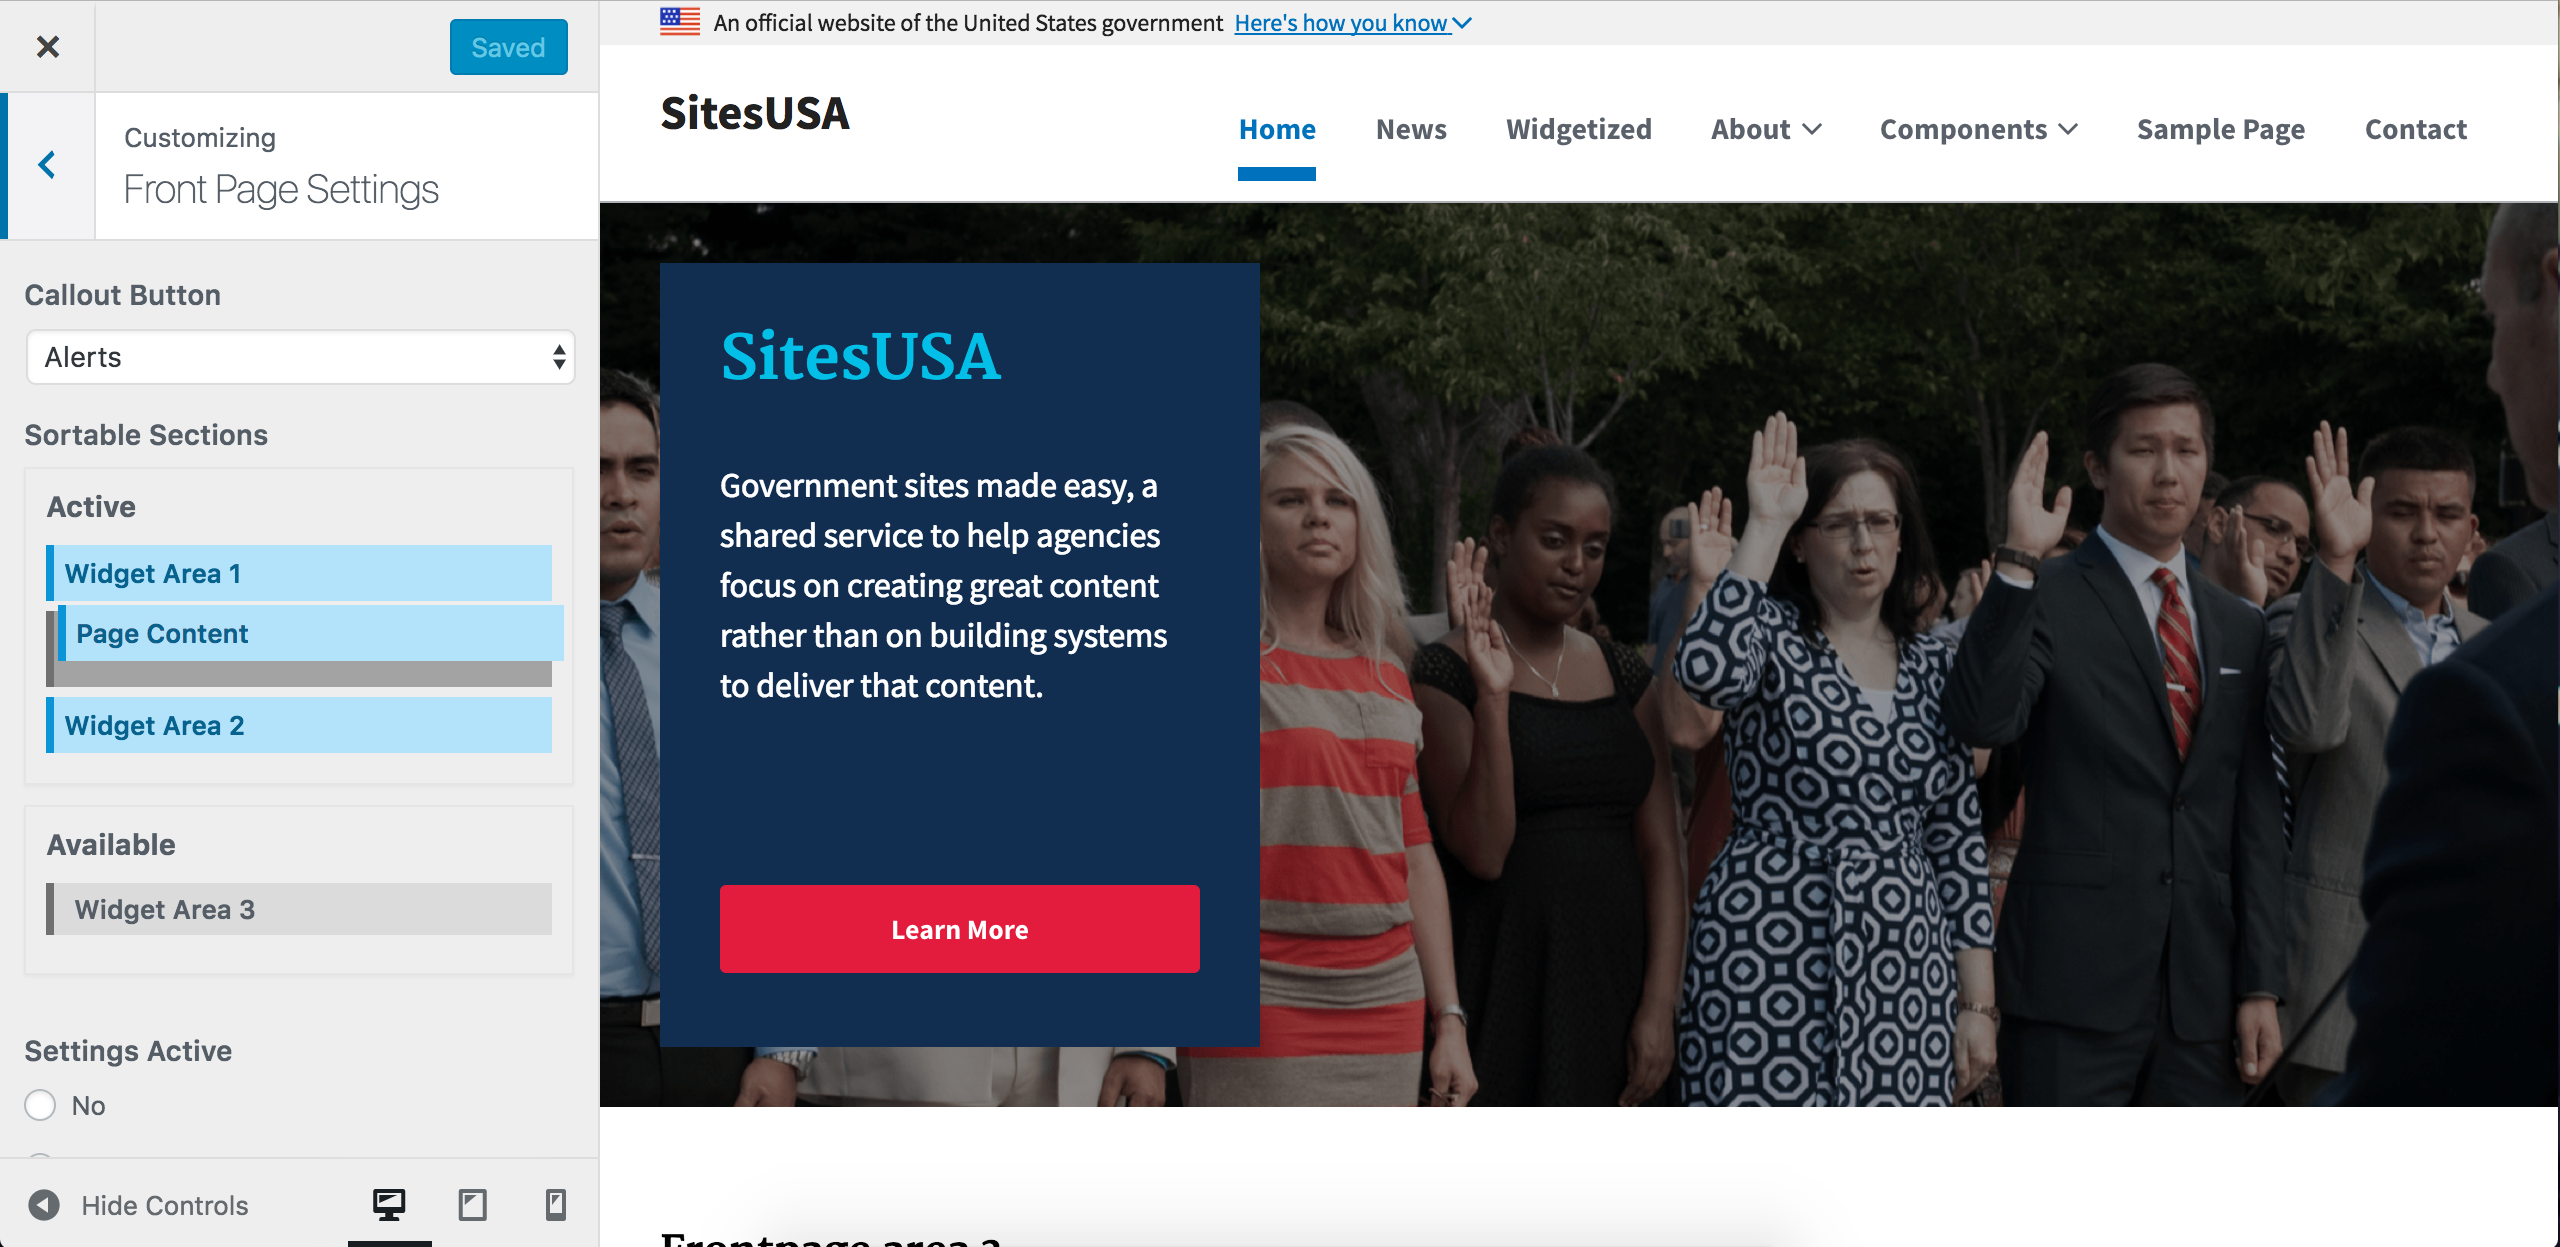 Saved
Customizing
Front Page Settings
Callout Button
Alerts
Sortable Sections
Active
Widget Area 1
Page Content
Widget Area 2
Available
Widget Area 3
Settings Active
No
Hide Controls
An official website of the United States government Here's how you know
SitesUSA
Home News Widgetized About Components Sample Page Contact
SitesUSA
Government sites made easy, a
shared service to help agencies
focus on creating great content
rather than on building systems
to deliver that content.
Learn More
Frontpage area